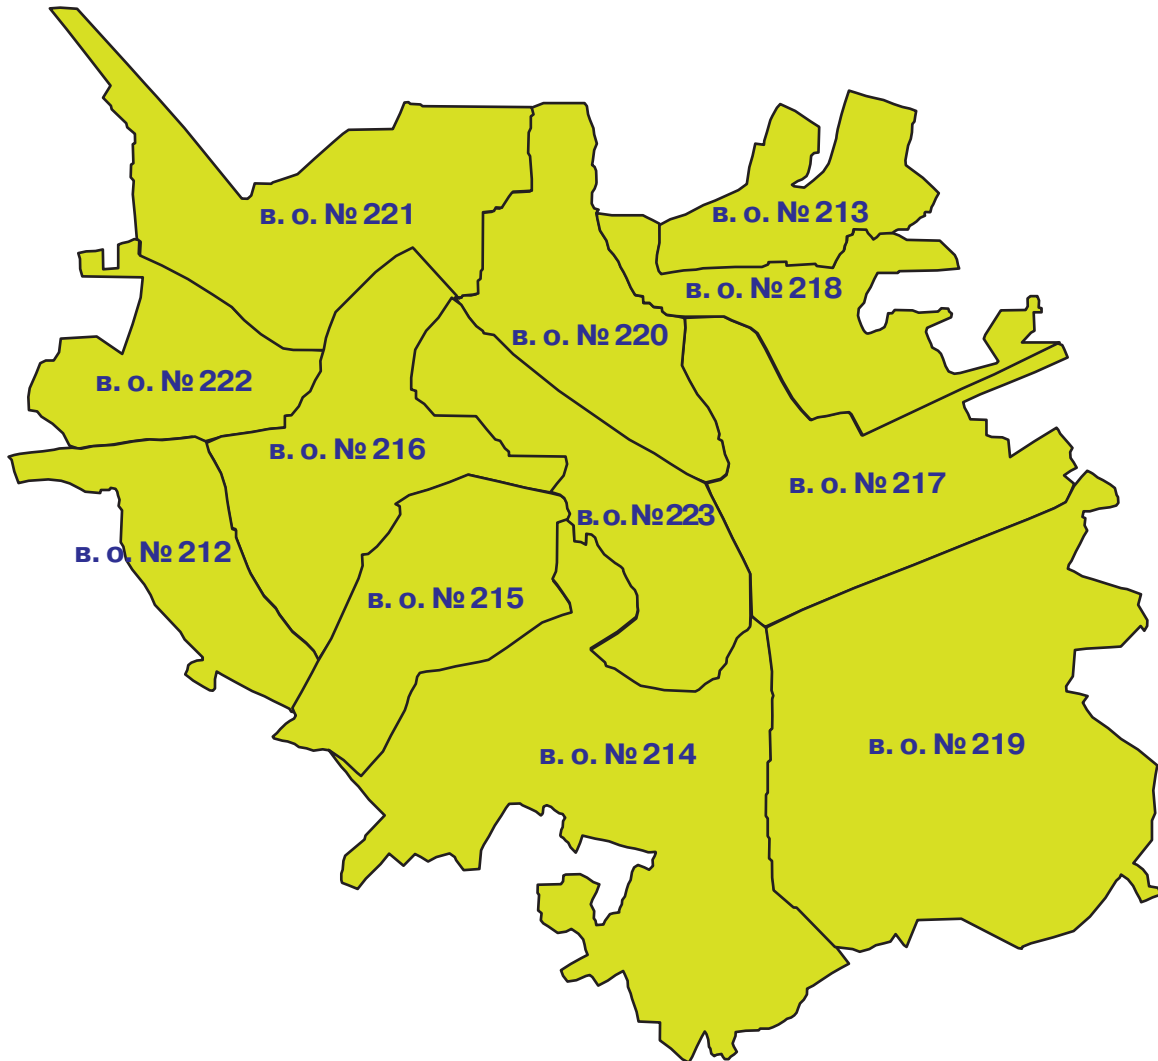 в. о. № 213
в. о. № 221
в. о. № 218
в. о. № 220
в. о. № 222
в. о. № 216
в. о. № 217
в. о. № 223
в. о. № 212
в. о. № 215
в. о. № 219
в. о. № 214